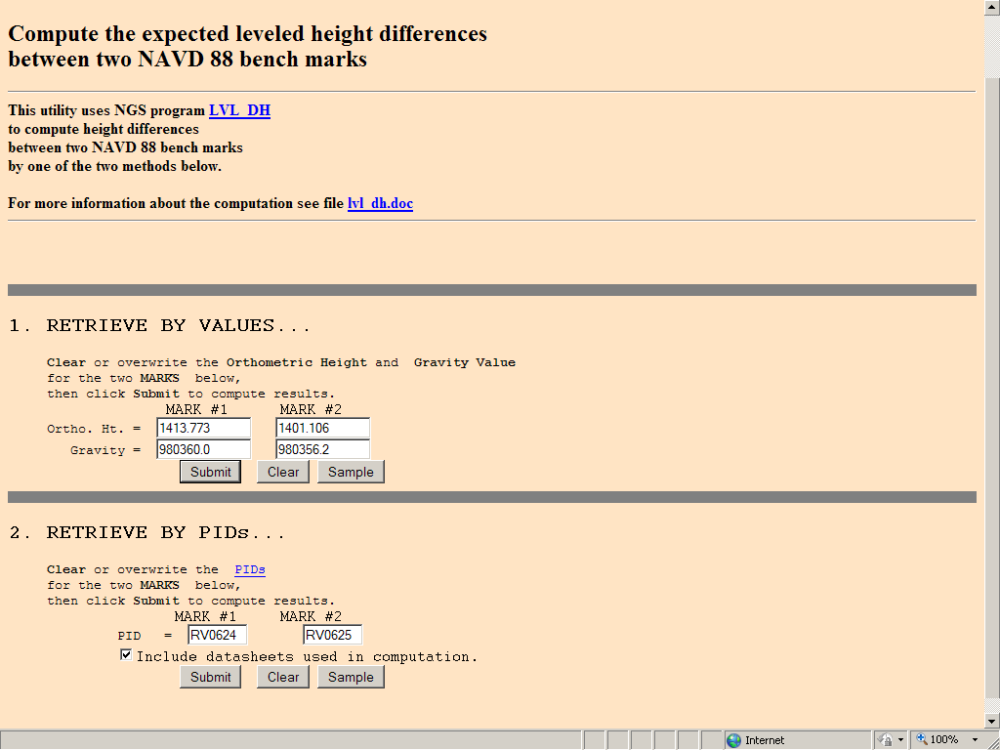 Compute the expected leveled height differences
between two NAVD 88 bench marks
This utility uses NGS program LVL_DH
to compute height differences
between two NAVD 88 bench marks
by one of the two methods below.
For more information about the computation see file lvl_dh.doc
1. RETRIEVE BY VALUES...
Clear or overwrite the Orthometric Height and Gravity Value
for the two MARKS below,
then click Submit to compute results.
MARK #1 MARK #2
Ortho. Ht. = 1413.773 1401.106
Gravity = 980360.0 980356.2
Submit Clear Sample
2. RETRIEVE BY PIDs...
Clear or overwrite the PIDs
for the two MARKS below,
then click Submit to compute results.
MARK #1 MARK #2
PID = RV0624 RV0625
Include datasheets used in computation.
Submit Clear Sample
Internet 100%